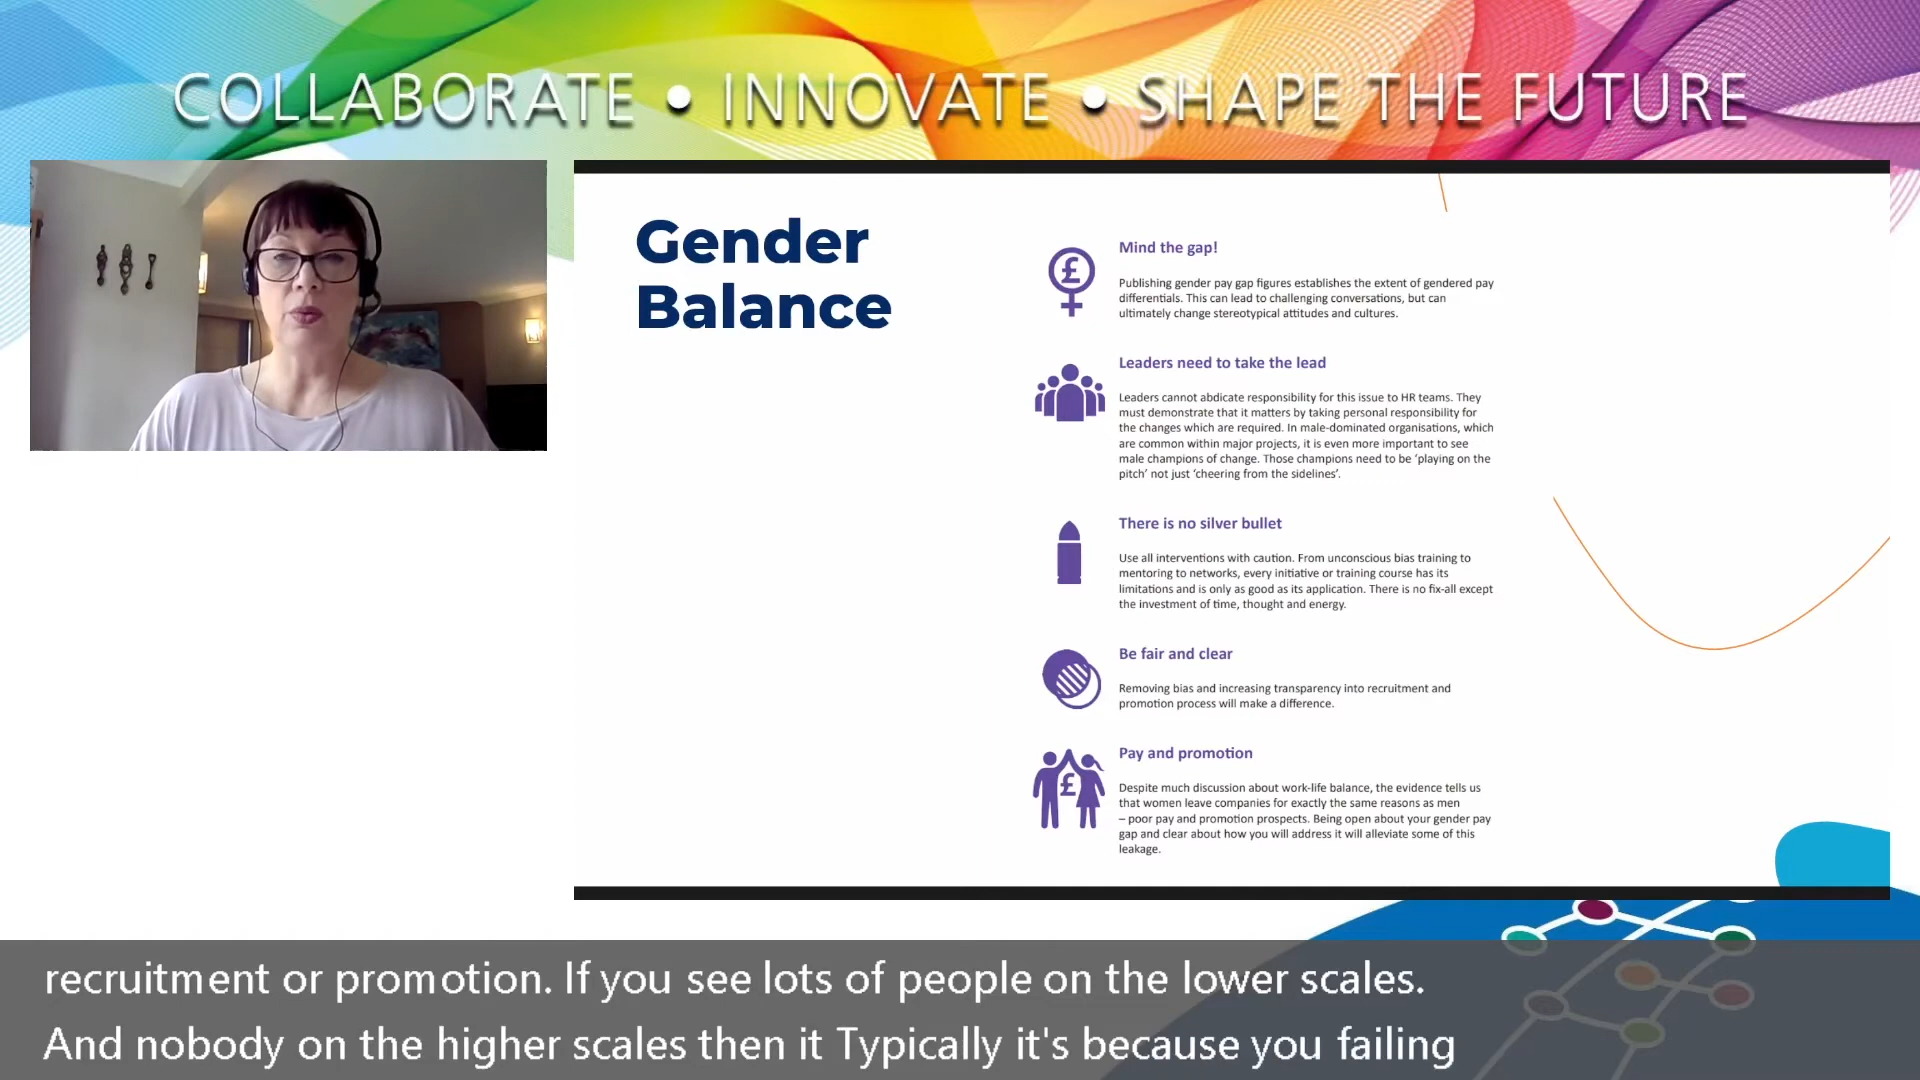 COLLABORATE • INNOVATE • SHAPE THE FUTURE
Gender
Balance
Mind the gap!
Publishing gender pay gap figures establishes the extent of gendered pay
differentials. This can lead to challenging conversations, but can
ultimately change stereotypical attitudes and cultures.
Leaders need to take the lead
Leaders cannot abdicate responsibility for this issue to HR teams. They
must demonstrate that it matters by taking personal responsibility for
the changes which are required. In male-dominated organisations, which
are common within major projects, it is even more important to see
male champions of change. Those champions need to be ‘playing on the
pitch’ not just ‘cheering from the sidelines’.
There is no silver bullet
Use all interventions with caution. From unconscious bias training to
mentoring to networks, every initiative or training course has its
limitations and is only as good as its application. There is no fix-all except
the investment of time, thought and energy.
Be fair and clear
Removing bias and increasing transparency into recruitment and
promotion process will make a difference.
Pay and promotion
Despite much discussion about work-life balance, the evidence tells us
that women leave companies for exactly the same reasons as men
– poor pay and promotion prospects. Being open about your gender pay
gap and clear about how you will address it will alleviate some of this
leakage.
recruitment or promotion. If you see lots of people on the lower scales.
And nobody on the higher scales then it Typically it's because you failing